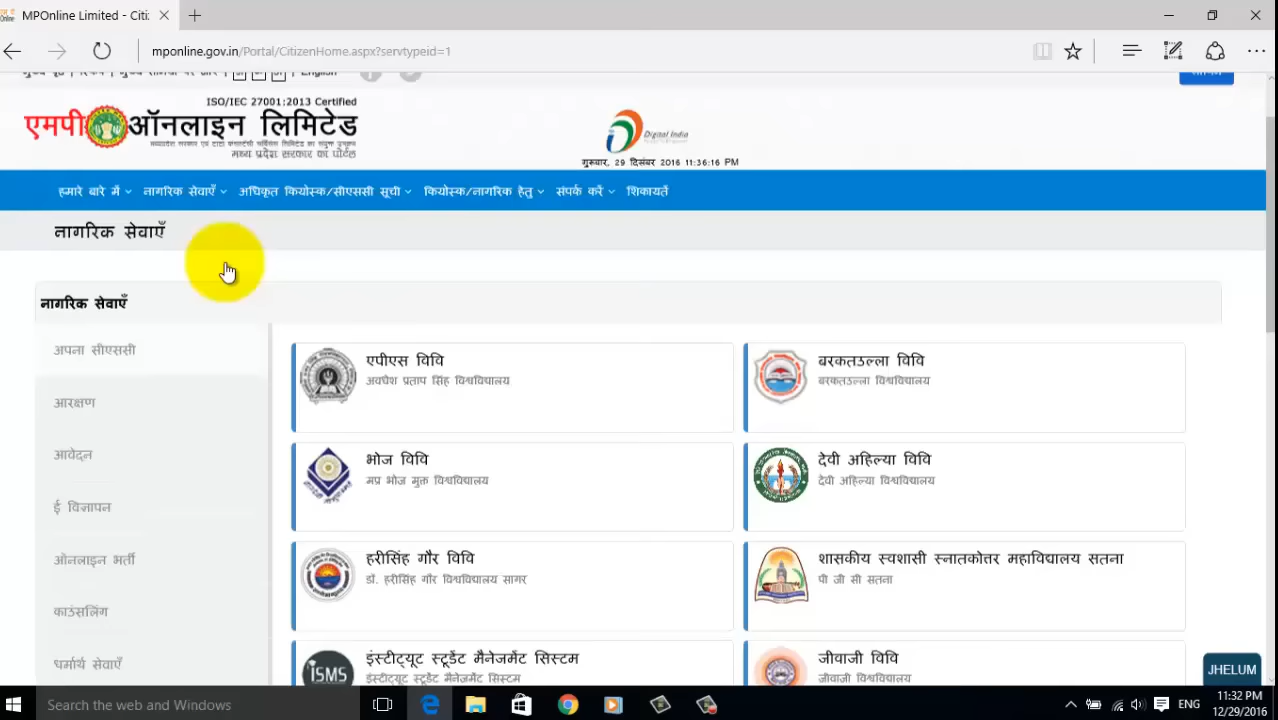 MPOnline Limited - Citi
mponline.gov.in/Portal/CitizenHome.aspx?servtypeid=1
English
ISO/IEC 27001:2013 Certified
एमपी ऑनलाइन लिमिटेड
मध्य प्रदेश सरकार का पोर्टल
Digital India
गुरूवार, 29 दिसंबर 2016 11:36:16 PM
हमारे बारे में नागरिक सेवाएँ अधिकृत कियोस्क/सीएससी सूची कियोस्क/नागरिक हेतु संपर्क करें शिकायतें
नागरिक सेवाएँ
नागरिक सेवाएँ
अपना सीएससी
आरक्षण
आवेदन
ई विज्ञापन
ओनलाइन भर्ती
काउंसलिंग
धर्मार्थ सेवाएँ
एपीएस विवि
अवधेश प्रताप सिंह विश्वविद्यालय
बरकतउल्ला विवि
बरकतउल्ला विश्वविद्यालय
भोज विवि
मप्र भोज मुक्त विश्वविद्यालय
देवी अहिल्या विवि
देवी अहिल्या विश्वविद्यालय
हरीसिंह गौर विवि
डॉ. हरीसिंह गौर विश्वविद्यालय सागर
शासकीय स्वशासी स्नातकोत्तर महाविद्यालय सतना
पी जी सी सतना
ISMS
इंस्टीट्यूट स्टूडेंट मैनेजमेंट सिस्टम
इंस्टीट्यूट स्टूडेंट मैनेजमेंट सिस्टम
जीवाजी विवि
जीवाजी विश्वविद्यालय
JHELUM
Search the web and Windows
ENG
11:32 PM
12/29/2016